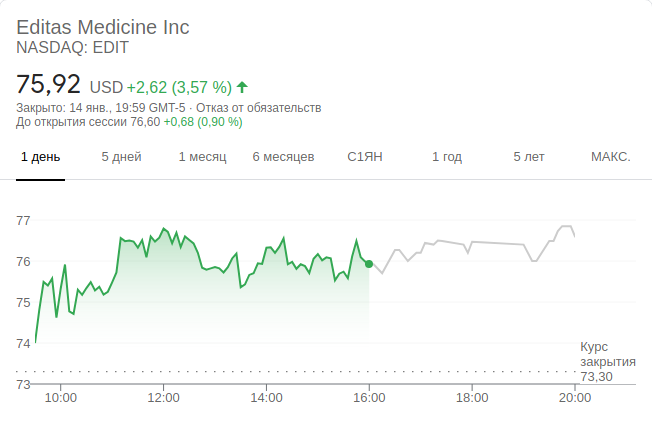 Editas Medicine Inc
NASDAQ: EDIT
75,92 USD +2,62 (3,57 %)
Закрыто: 14 янв., 19:59 GMT-5 · Отказ от обязательств
До открытия сессии 76,60 +0,68 (0,90 %)
1 день 5 дней 1 месяц 6 месяцев С1ЯН 1 год 5 лет МАКС.
77
76
75
74
73
Курс
закрытия
73,30
10:00 12:00 14:00 16:00 18:00 20:00